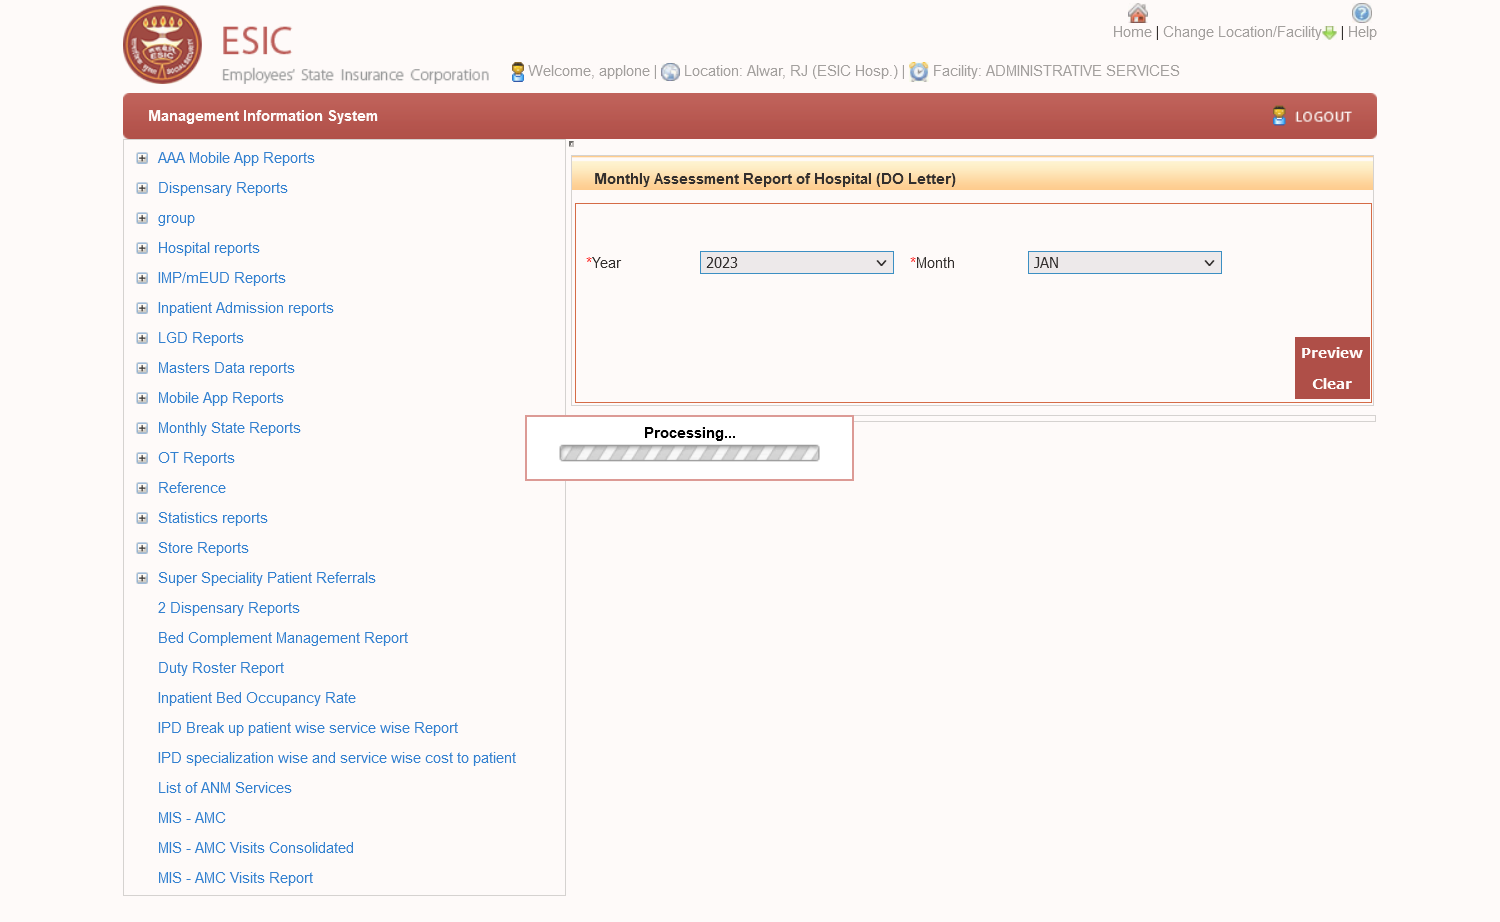 ESIC
Employees' State Insurance Corporation
Home | Change Location/Facility | Help
Welcome, applone | Location: Alwar, RJ (ESIC Hosp.) | Facility: ADMINISTRATIVE SERVICES
Management Information System
LOGOUT
AAA Mobile App Reports
Dispensary Reports
group
Hospital reports
IMP/mEUD Reports
Inpatient Admission reports
LGD Reports
Masters Data reports
Mobile App Reports
Monthly State Reports
OT Reports
Reference
Statistics reports
Store Reports
Super Speciality Patient Referrals
2 Dispensary Reports
Bed Complement Management Report
Duty Roster Report
Inpatient Bed Occupancy Rate
IPD Break up patient wise service wise Report
IPD specialization wise and service wise cost to patient
List of ANM Services
MIS - AMC
MIS - AMC Visits Consolidated
MIS - AMC Visits Report
Monthly Assessment Report of Hospital (DO Letter)
*Year 2023 *Month JAN
Preview
Clear
Processing...